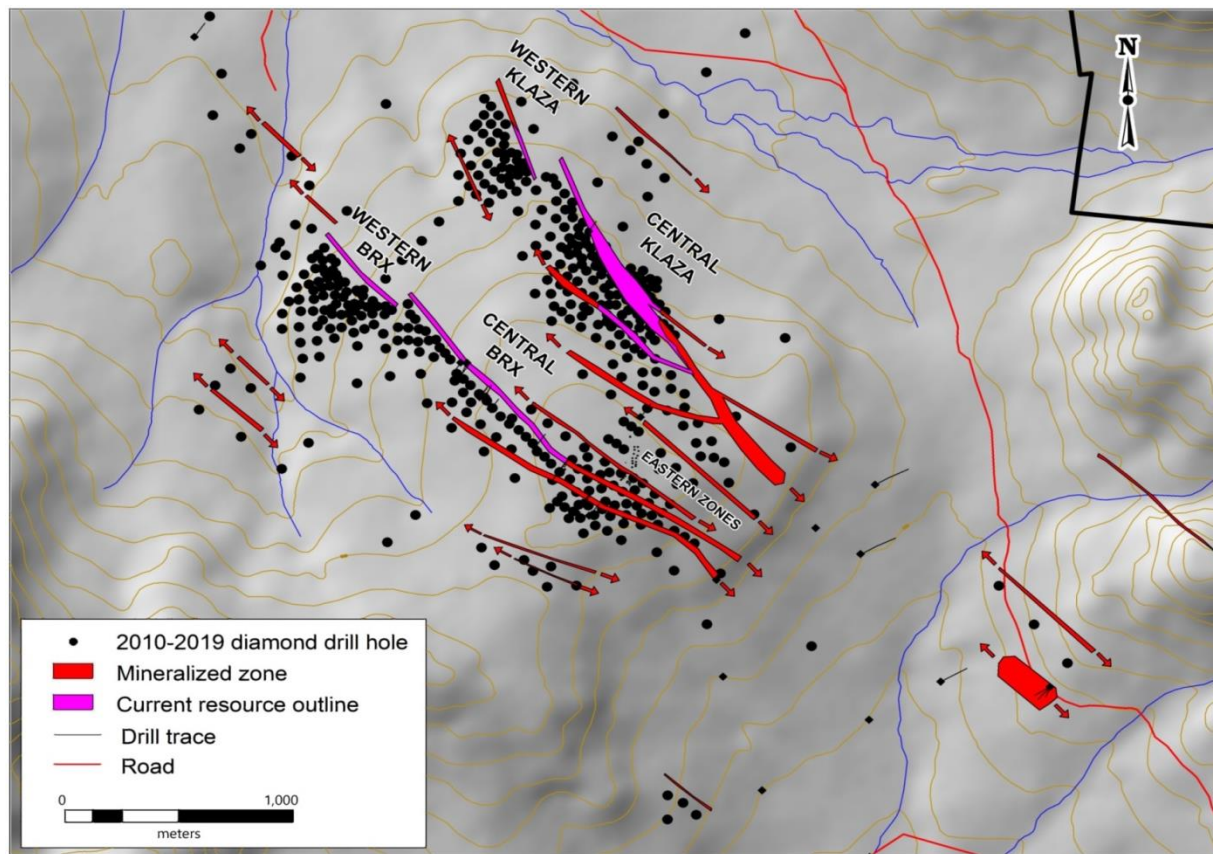 N
WESTERN
KLAZA
WESTERN
BRX
CENTRAL
KLAZA
CENTRAL
BRX
EASTERN ZONES
2010-2019 diamond drill hole
Mineralized zone
Current resource outline
Drill trace
Road
0 1,000
meters